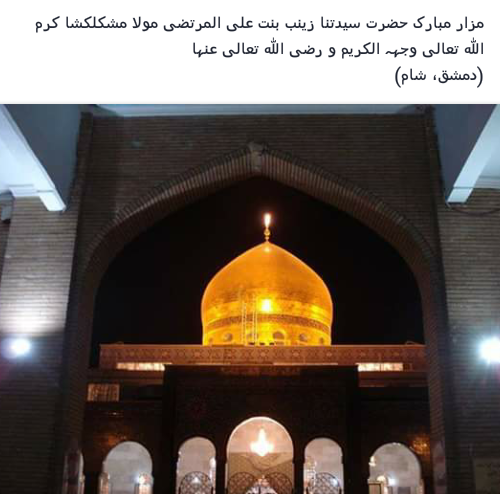 مزار مبارک حضرت سیدتنا زینب بنت علی المرتضی مولا مشکلکشا کرم
اللہ تعالی وجہہ الکریم و رضی اللہ تعالی عنہا
(دمشق، شام)